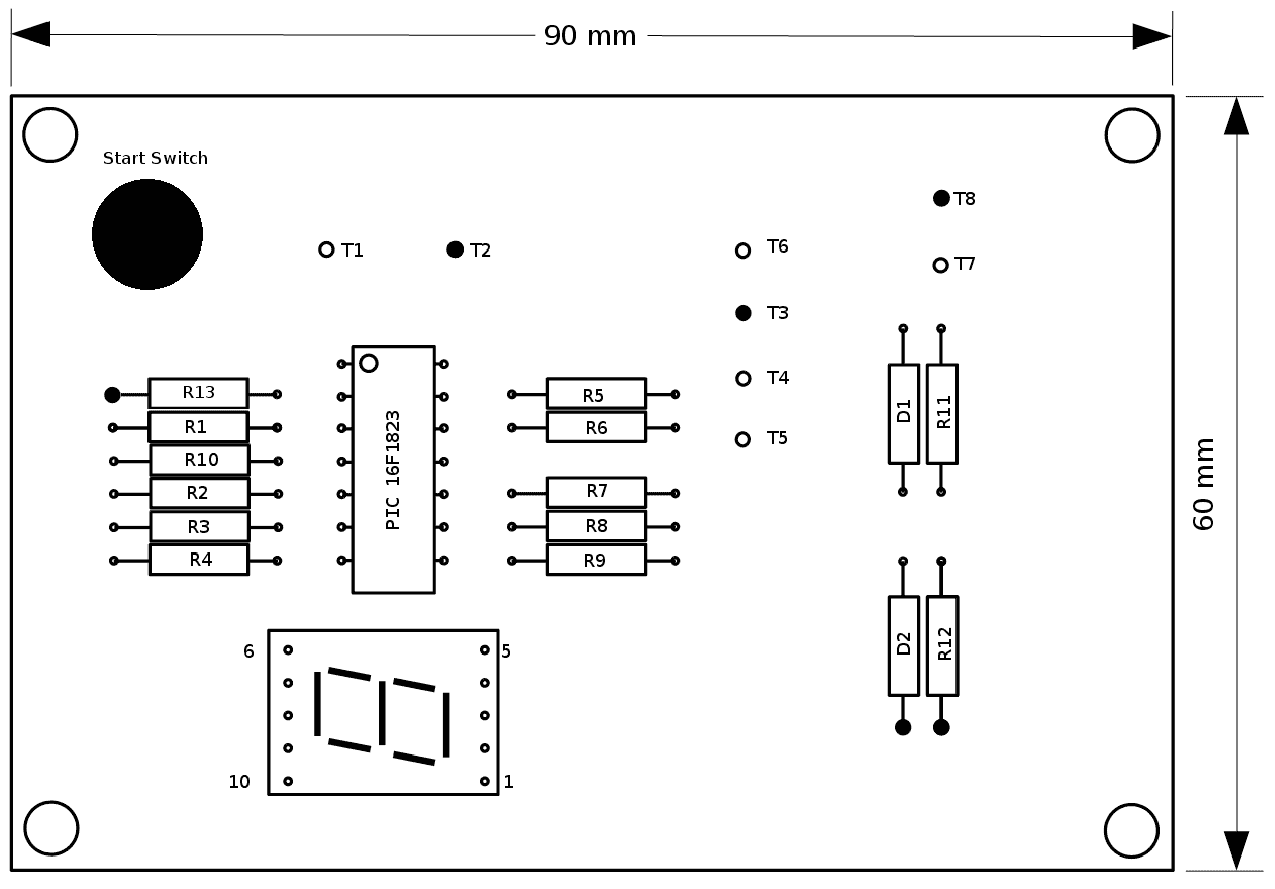 90 mm
Start Switch
T8
T6
T1
T2
T7
T3
T4
R13
R5
R1
R6
D1
R11
T5
R10
PIC 16F1823
60 mm
R2
R7
R3
R8
R4
R9
D2
R12
6
5
10
1